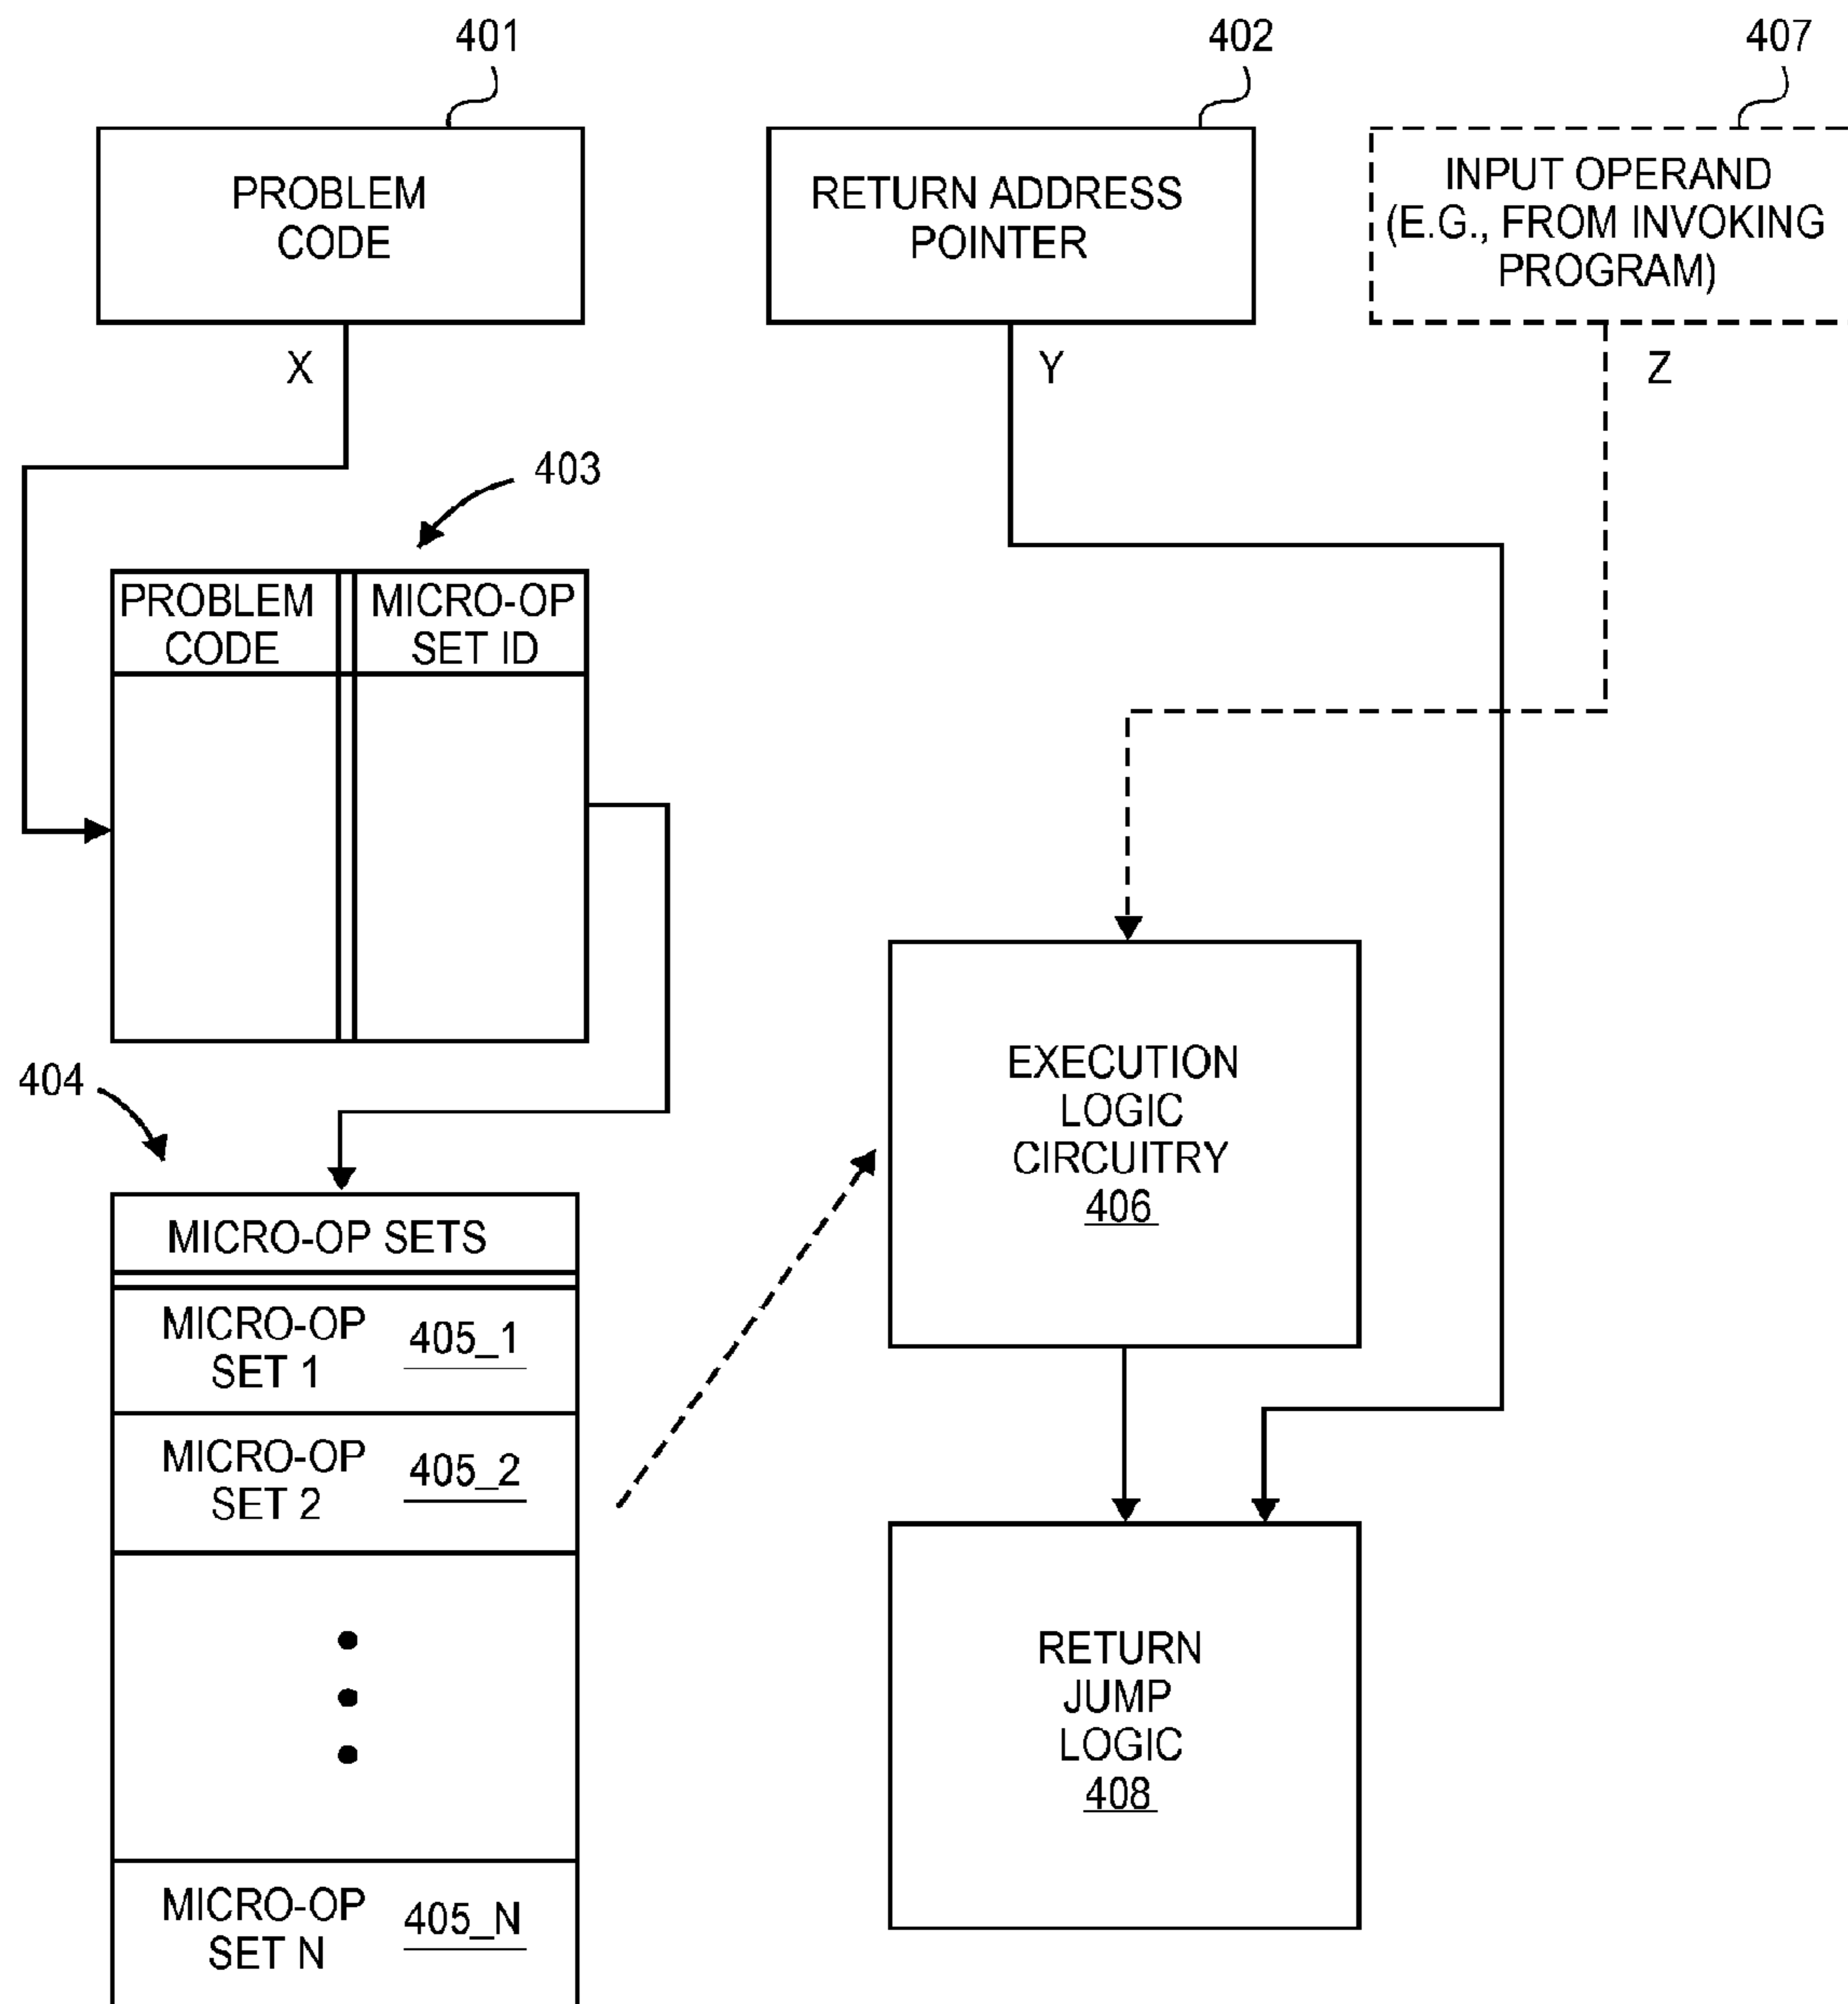 401
402
407
PROBLEM
CODE
RETURN ADDRESS
POINTER
INPUT OPERAND
(E.G., FROM INVOKING
PROGRAM)
X
Y
Z
403
PROBLEM
CODE
MICRO-OP
SET ID
404
EXECUTION
LOGIC
CIRCUITRY
406
MICRO-OP SETS
MICRO-OP
SET 1
405_1
MICRO-OP
SET 2
405_2
RETURN
JUMP
LOGIC
408
MICRO-OP
SET N
405_N